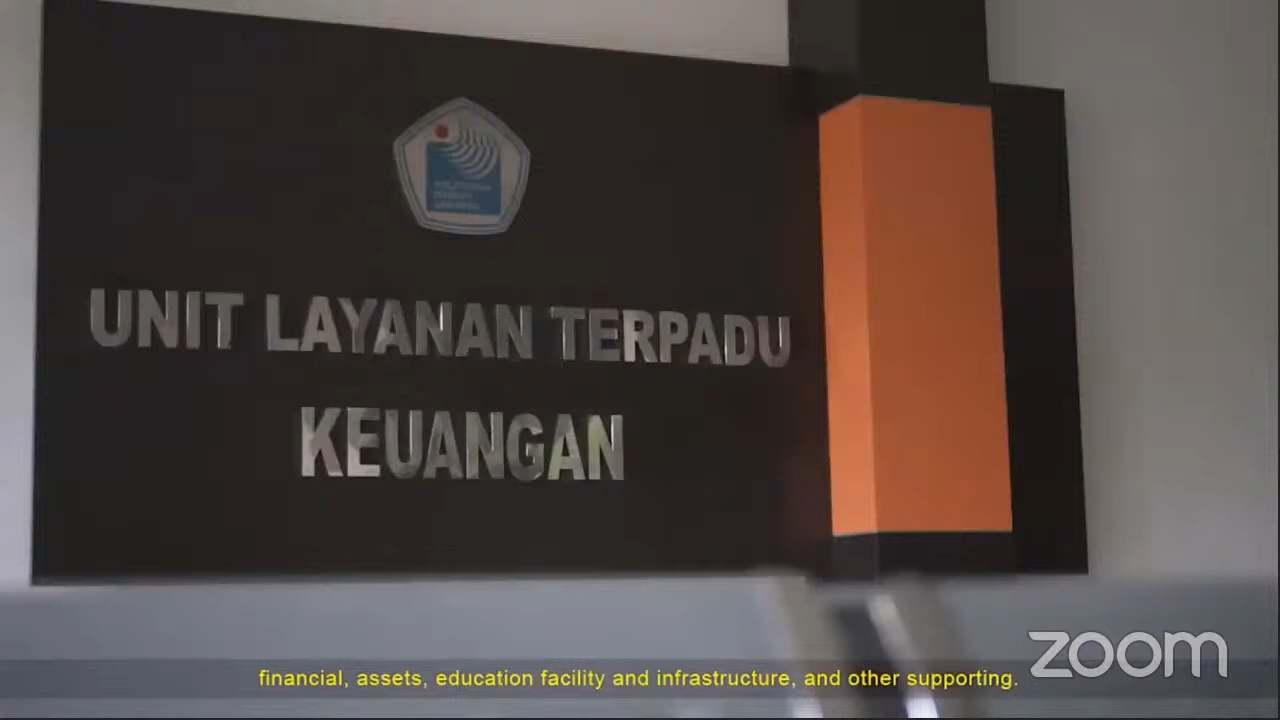 UNIT LAYANAN TERPADU
KEUANGAN
zoom
financial, assets, education facility and infrastructure, and other supporting.